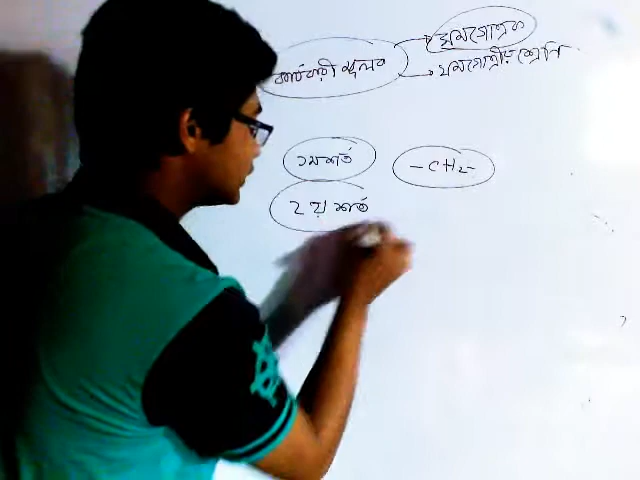 কার্যকরী মূলক
সমগোত্রক
সমগোত্রীয় শ্রেণি
১ম শর্ত
-CH2-
২য় শর্ত